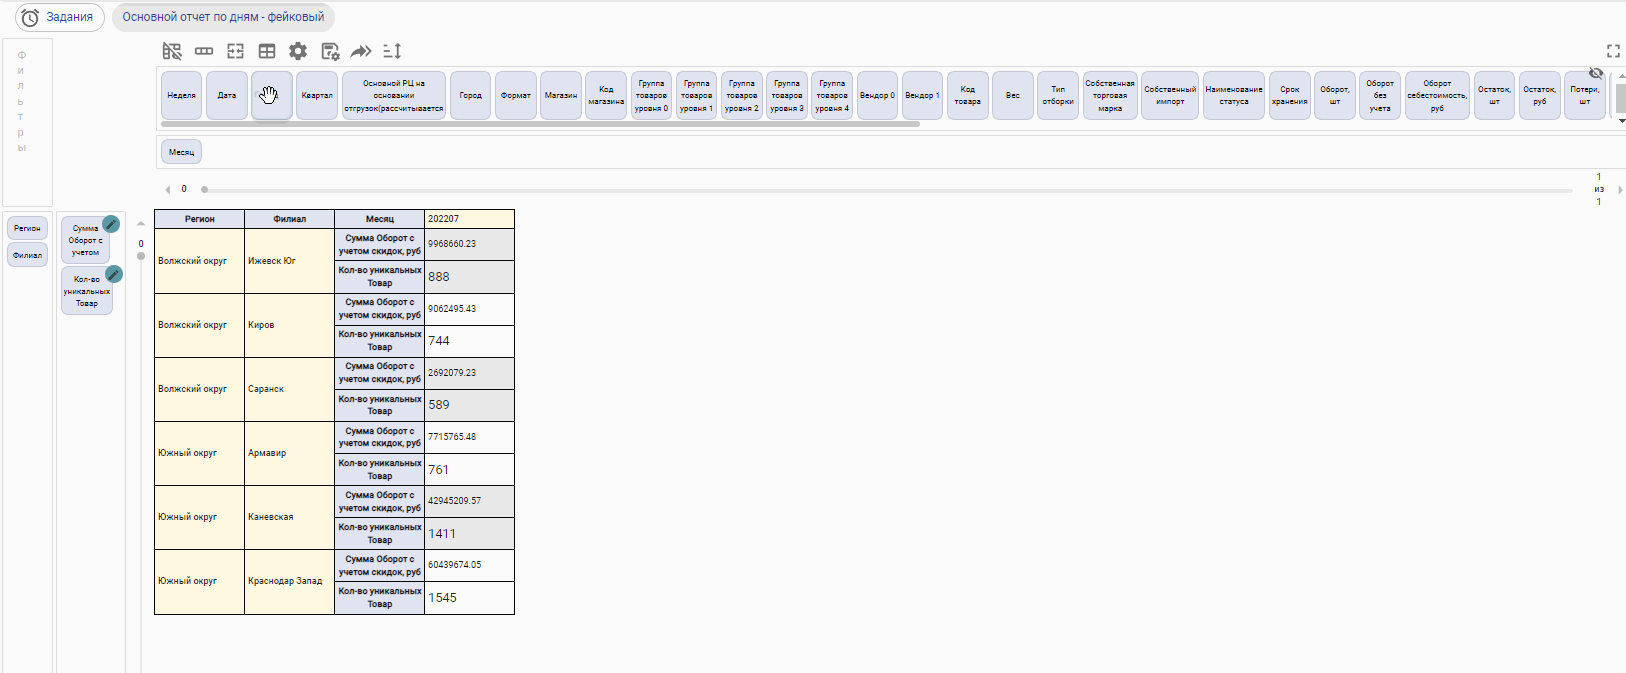 Задания
Основной отчет по дням - фейковый
Фильтры
Неделя
Дата
Квартал
Основной РЦ на
основании
отгрузок(рассчитывается
Город
Формат
Магазин
Код
магазина
Группа
товаров
уровня 0
Группа
товаров
уровня 1
Группа
товаров
уровня 2
Группа
товаров
уровня 3
Группа
товаров
уровня 4
Вендор 0
Вендор 1
Код
товара
Вес
Тип
отборки
Собственная
торговая
марка
Собственный
импорт
Наименование
статуса
Срок
хранения
Оборот,
шт
Оборот
без
учета
Оборот
себестоимость,
руб
Остаток,
шт
Остаток,
руб
Потери,
шт
Месяц
0
1
из
1
Регион
Филиал
Сумма
Оборот с
учетом
Кол-во
уникальных
Товар
0
Регион Филиал Месяц 202207
Волжский округ Ижевск Юг
Сумма Оборот с
учетом скидок, руб
9968660.23
Кол-во уникальных
Товар
888
Волжский округ Киров
Сумма Оборот с
учетом скидок, руб
9062495.43
Кол-во уникальных
Товар
744
Волжский округ Саранск
Сумма Оборот с
учетом скидок, руб
2692079.23
Кол-во уникальных
Товар
589
Южный округ Армавир
Сумма Оборот с
учетом скидок, руб
7715765.48
Кол-во уникальных
Товар
761
Южный округ Каневская
Сумма Оборот с
учетом скидок, руб
42945209.57
Кол-во уникальных
Товар
1411
Южный округ Краснодар Запад
Сумма Оборот с
учетом скидок, руб
60439674.05
Кол-во уникальных
Товар
1545